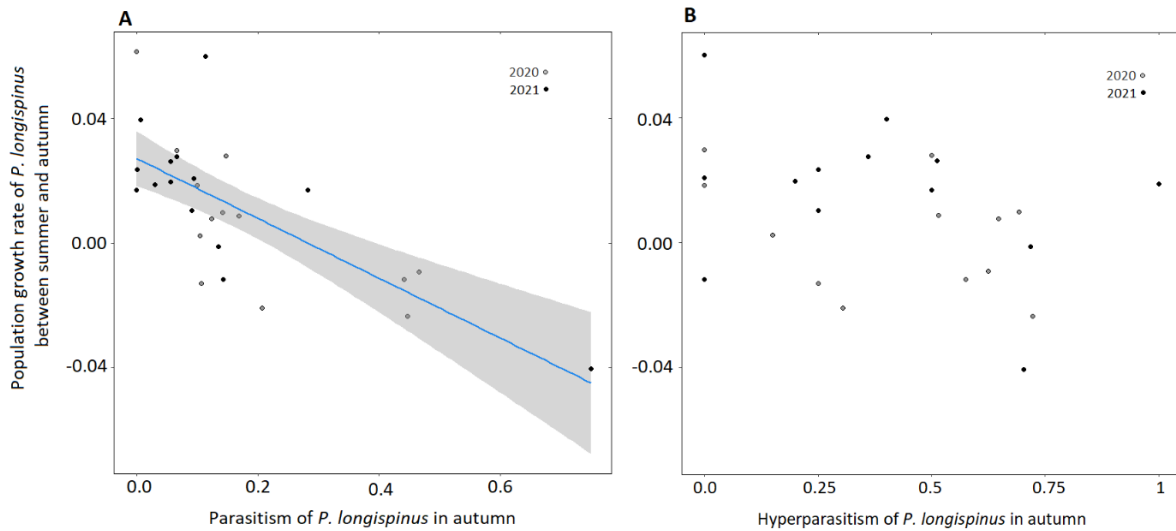 A
B
Population growth rate of P. longispinus
between summer and autumn
2020
2021
2020
2021
0.04
0.00
-0.04
0.04
0.00
-0.04
0.0 0.2 0.4 0.6
0.0 0.25 0.5 0.75 1
Parasitism of P. longispinus in autumn
Hyperparasitism of P. longispinus in autumn